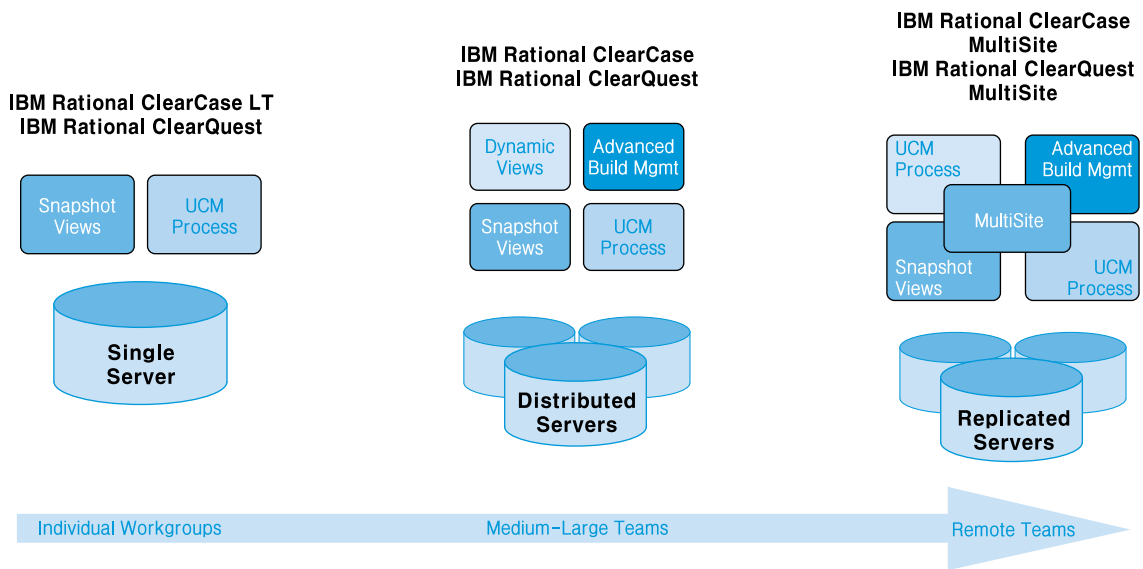 IBM Rational ClearCase LT
IBM Rational ClearQuest
Snapshot
Views
UCM
Process
Single
Server
IBM Rational ClearCase
IBM Rational ClearQuest
Dynamic
Views
Advanced
Build Mgmt
Snapshot
Views
UCM
Process
Distributed
Servers
IBM Rational ClearCase
MultiSite
IBM Rational ClearQuest
MultiSite
UCM
Process
Advanced
Build Mgmt
MultiSite
Snapshot
Views
UCM
Process
Replicated
Servers
Individual Workgroups
Medium-Large Teams
Remote Teams